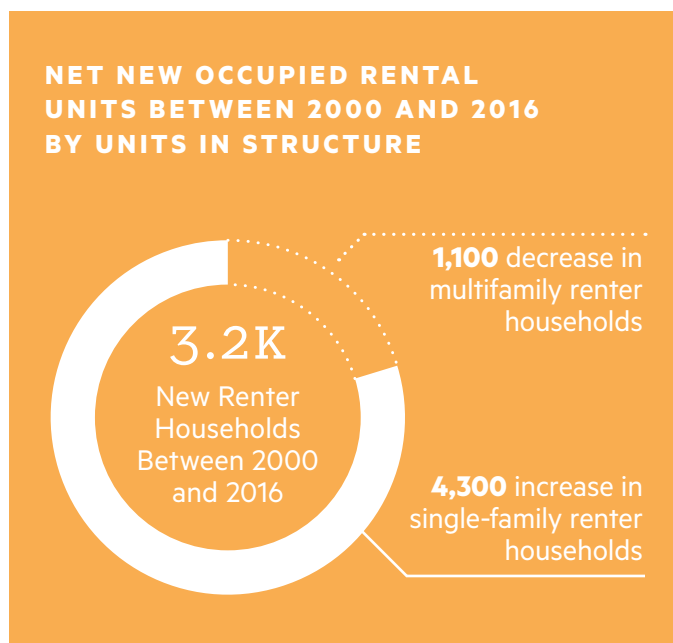 NET NEW OCCUPIED RENTAL
UNITS BETWEEN 2000 AND 2016
BY UNITS IN STRUCTURE
1,100 decrease in
multifamily renter
households
3.2K
New Renter
Households
Between 2000
and 2016
4,300 increase in
single-family renter
households